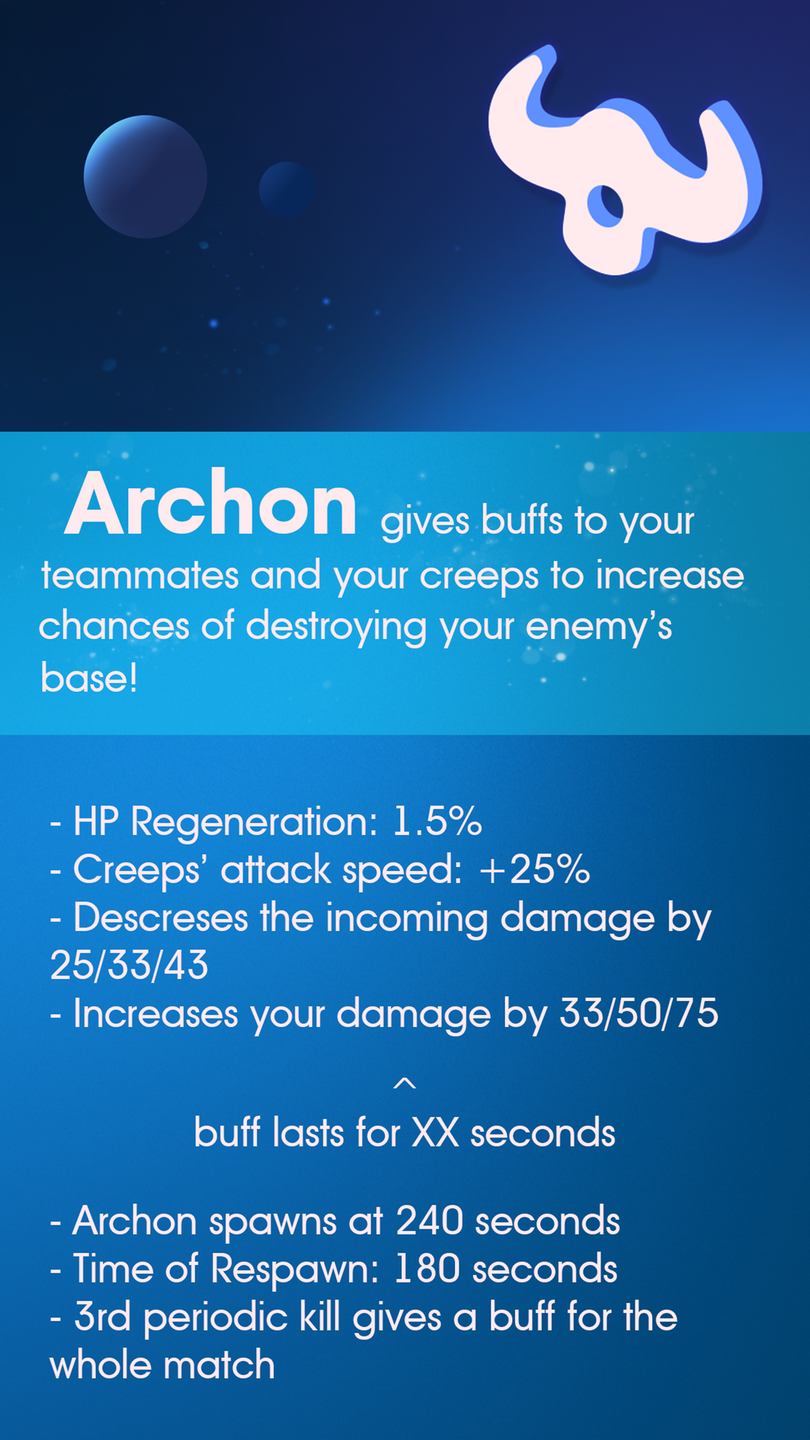 Archon gives buffs to your
teammates and your creeps to increase
chances of destroying your enemy’s
base!
- HP Regeneration: 1.5%
- Creeps’ attack speed: +25%
- Descreses the incoming damage by
25/33/43
- Increases your damage by 33/50/75
^
buff lasts for XX seconds
- Archon spawns at 240 seconds
- Time of Respawn: 180 seconds
- 3rd periodic kill gives a buff for the
whole match